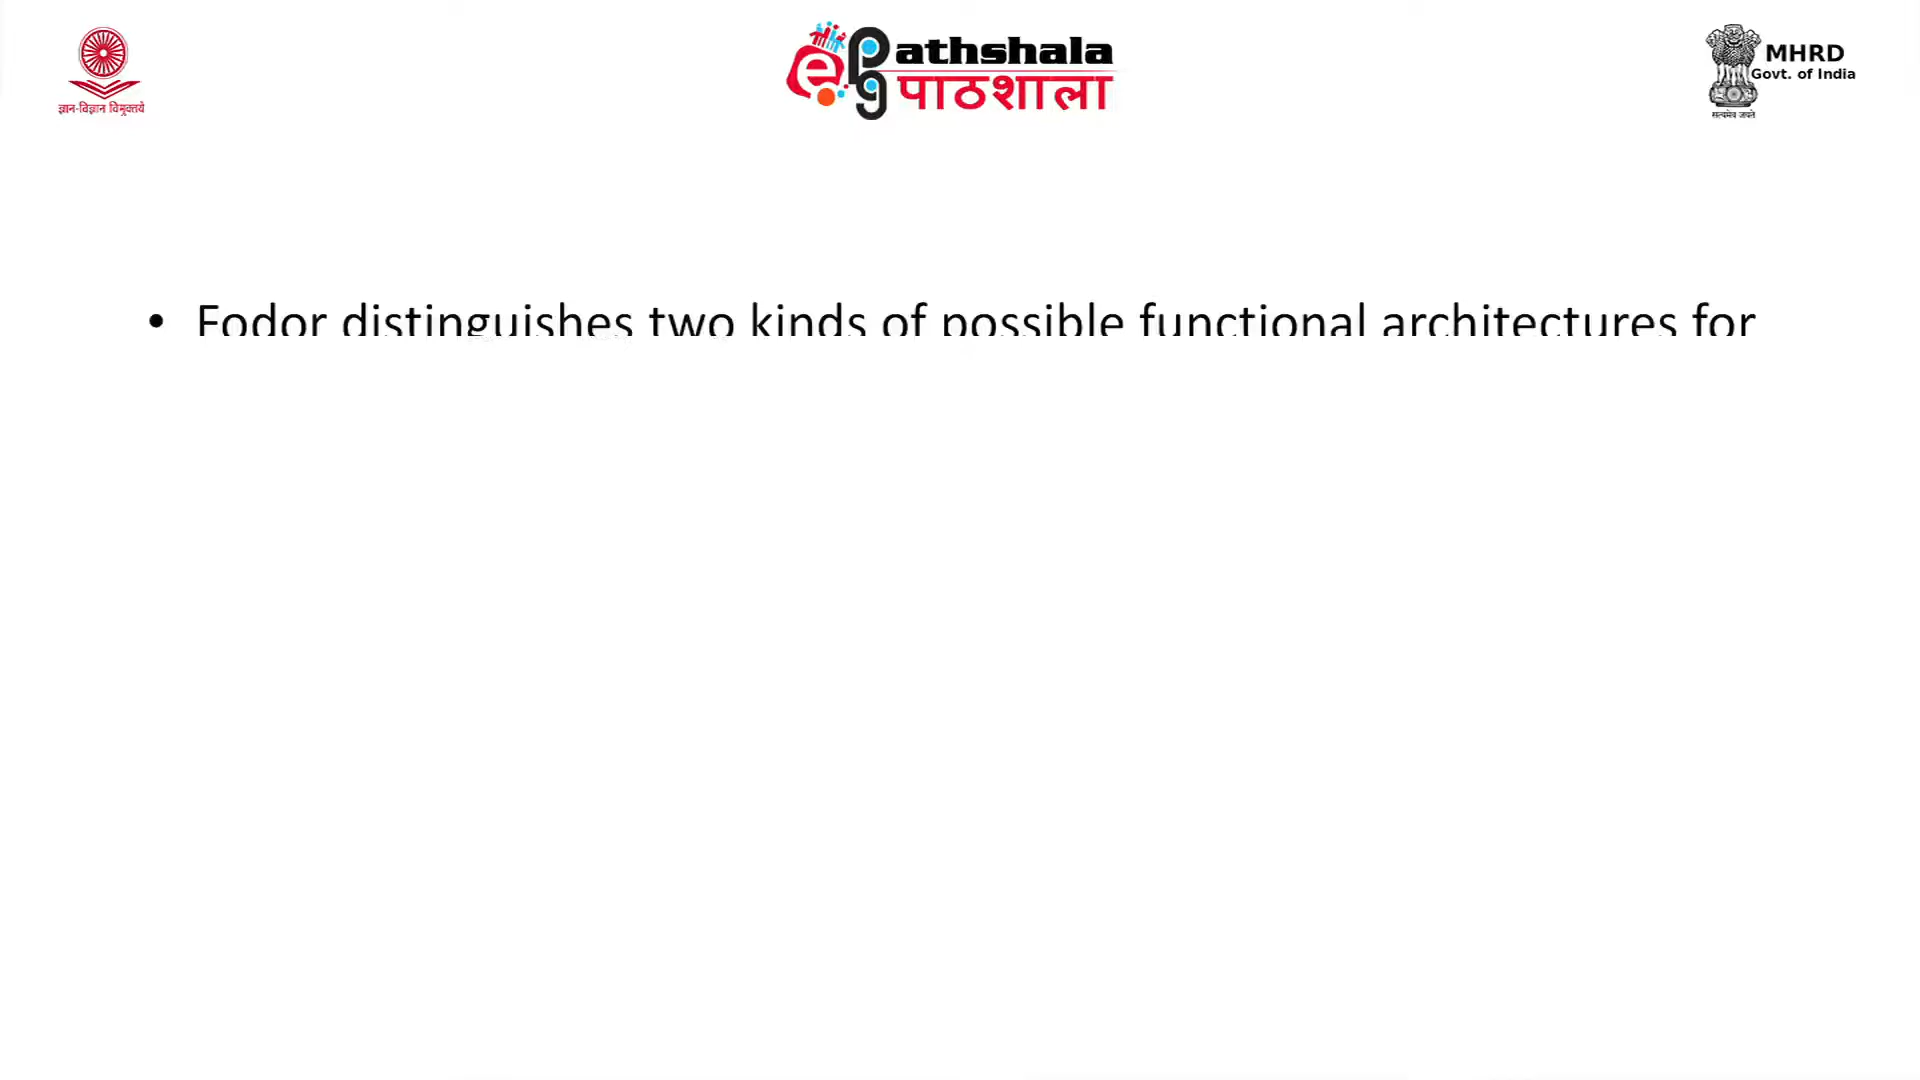 ज्ञान-विज्ञान विमुक्तये
e pg athshala
पाठशाला
MHRD
Govt. of India
सत्यमेव जयते
• Fodor distinguishes two kinds of possible functional architectures for